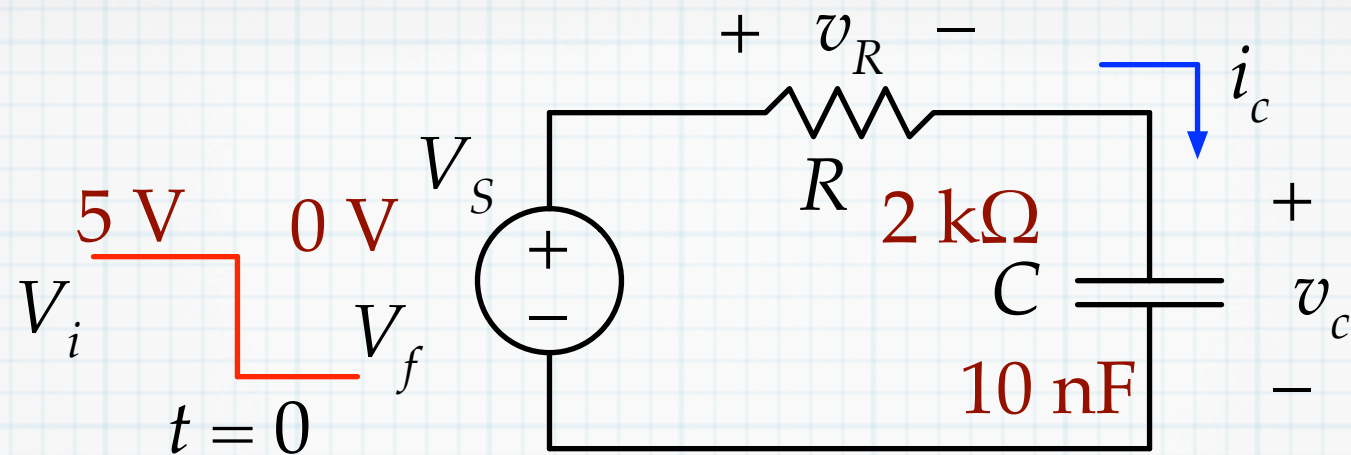 + v_R −
i_c
V_S
5 V 0 V
R 2 kΩ
+
+
−
V_i
V_f
C
v_c
10 nF
−
t = 0